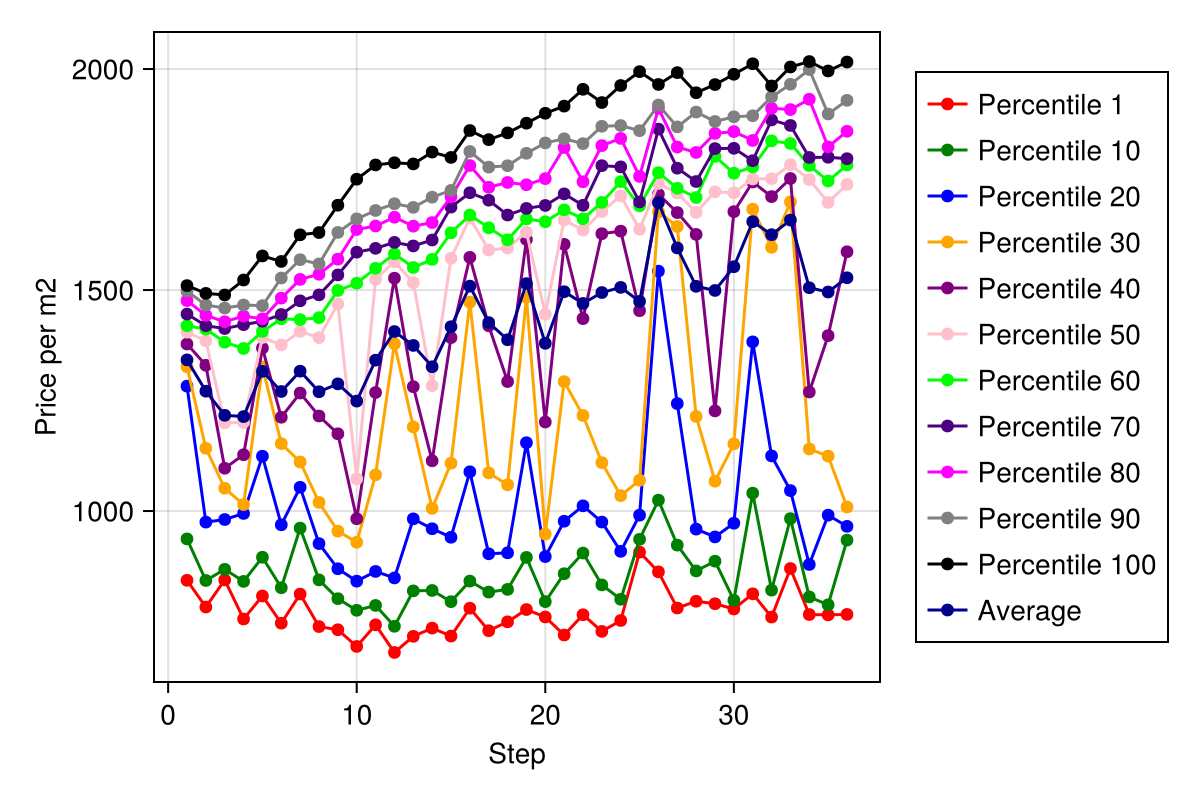 2000
1500
1000
Price per m2
0
10
20
30
Step
Percentile 1
Percentile 10
Percentile 20
Percentile 30
Percentile 40
Percentile 50
Percentile 60
Percentile 70
Percentile 80
Percentile 90
Percentile 100
Average